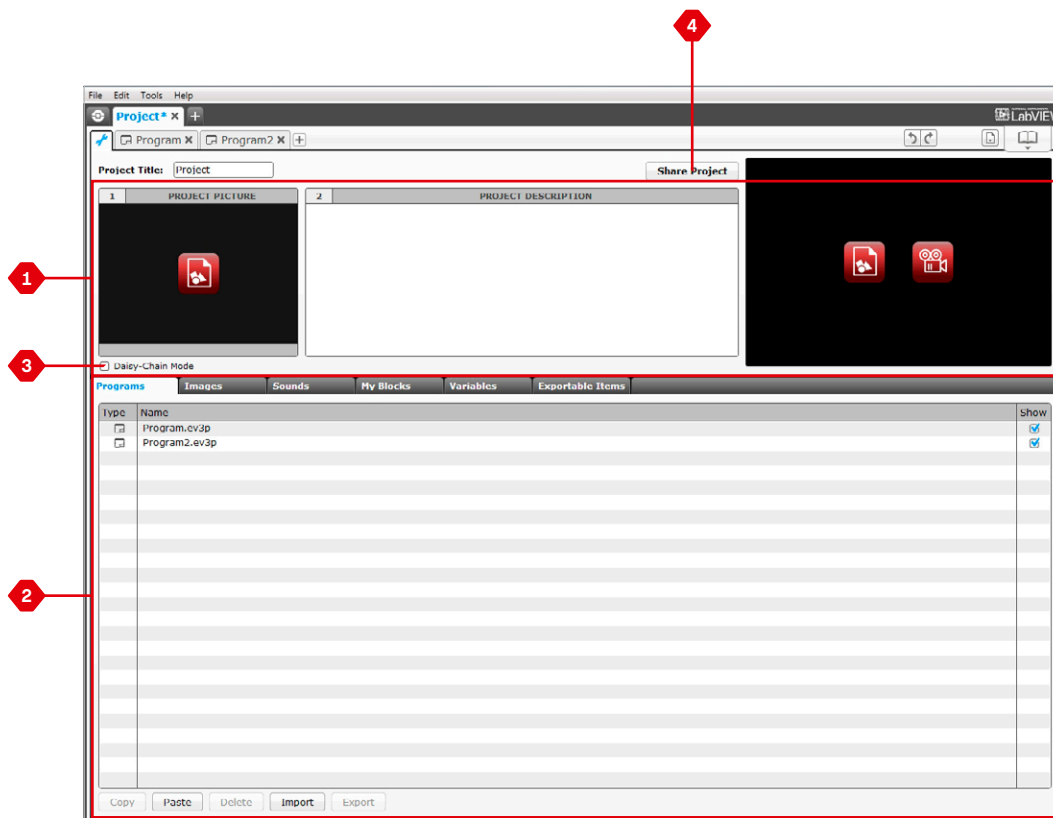 4
File Edit Tools Help
Project* ×
+
LabVIEW
Program ×
Program2 ×
+
Project Title: Project
Share Project
1 PROJECT PICTURE
2 PROJECT DESCRIPTION
1
3
Daisy-Chain Mode
Programs Images Sounds My Blocks Variables Exportable Items
Type Name Show
Program.ev3p
Program2.ev3p
2
Copy Paste Delete Import Export